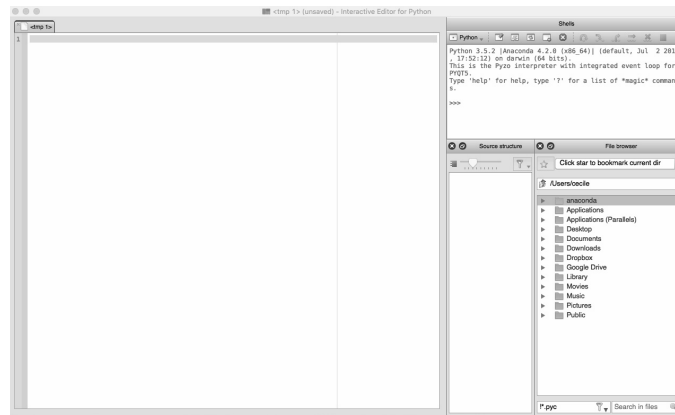 <tmp 1> (unsaved) - Interactive Editor for Python
<tmp 1>
1
Shells
Python
Python 3.5.2 |Anaconda 4.2.0 (x86_64)| (default, Jul  2 201
, 17:52:12) on darwin (64 bits).
This is the Pyzo interpreter with integrated event loop for
PYQT5.
Type 'help' for help, type '?' for a list of *magic* comman
s.
>>>
Source structure
File browser
Click star to bookmark current dir
/Users/cecile
anaconda
Applications
Applications (Parallels)
Desktop
Documents
Downloads
Dropbox
Google Drive
Library
Movies
Music
Pictures
Public
!*.pyc
Search in files